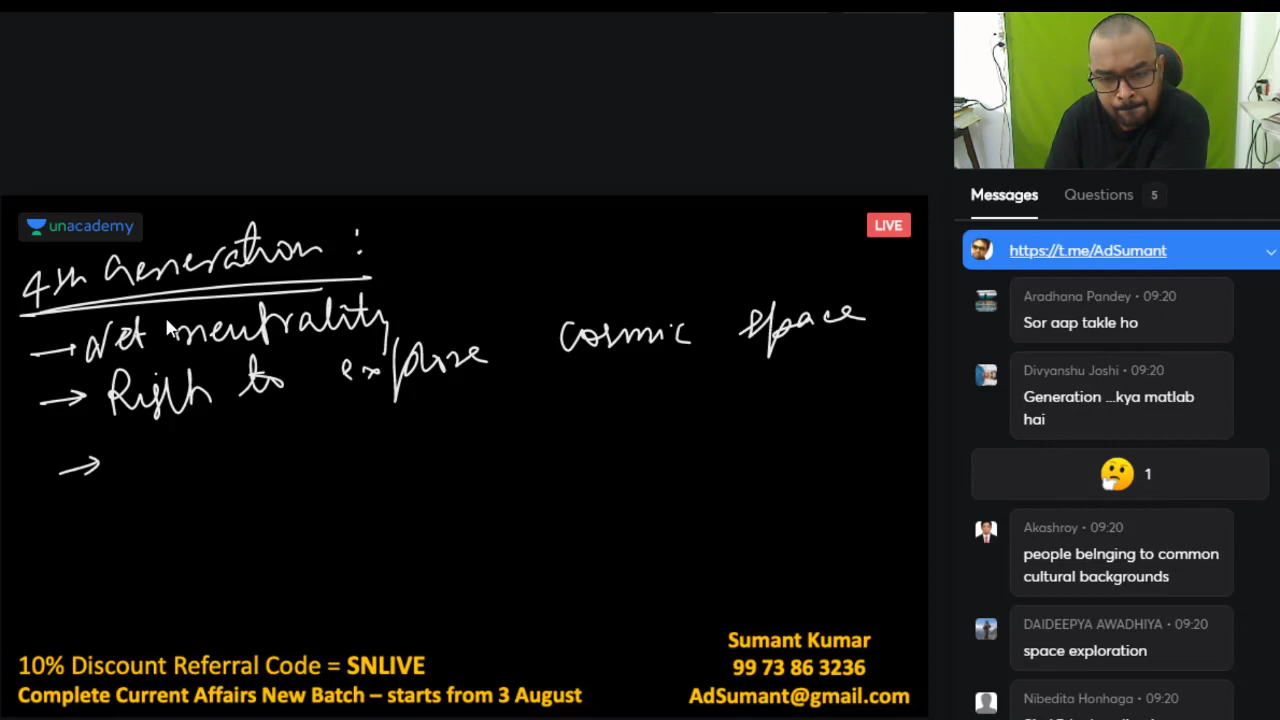 unacademy
LIVE
4th Generation :
→ Net neutrality
→ Right to explore cosmic space
→
10% Discount Referral Code = SNLIVE
Complete Current Affairs New Batch – starts from 3 August
Sumant Kumar
99 73 86 3236
AdSumant@gmail.com
Messages
Questions 5
https://t.me/AdSumant
Aradhana Pandey • 09:20
Sor aap takle ho
Divyanshu Joshi • 09:20
Generation ...kya matlab
hai
🤔 1
Akashroy • 09:20
people belnging to common
cultural backgrounds
DAIDEEPYA AWADHIYA • 09:20
space exploration
Nibedita Honhaga • 09:20